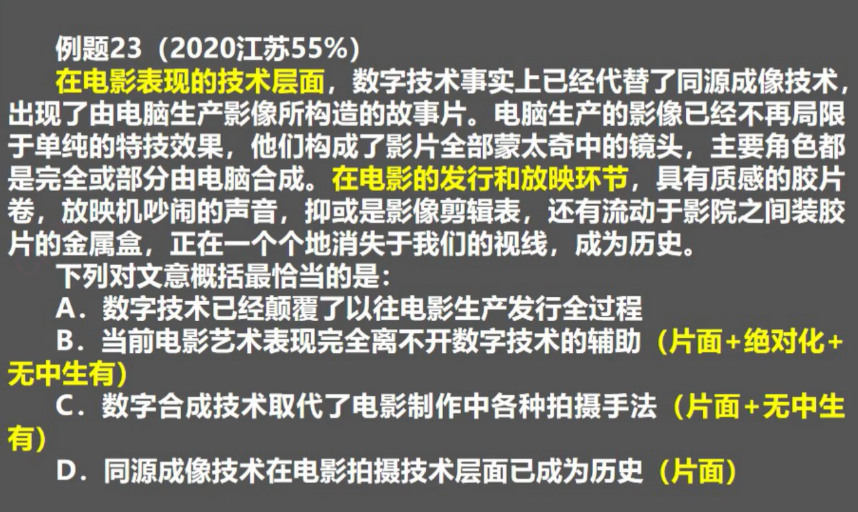 例题23（2020江苏55%）
在电影表现的技术层面，数字技术事实上已经代替了同源成像技术，
出现了由电脑生产影像所构造的故事片。电脑生产的影像已经不再局限
于单纯的特技效果，他们构成了影片全部蒙太奇中的镜头，主要角色都
是完全或部分由电脑合成。在电影的发行和放映环节，具有质感的胶片
卷，放映机吵闹的声音，抑或是影像剪辑表，还有流动于影院之间装胶
片的金属盒，正在一个个地消失于我们的视线，成为历史。
下列对文意概括最恰当的是：
A．数字技术已经颠覆了以往电影生产发行全过程
B．当前电影艺术表现完全离不开数字技术的辅助（片面+绝对化+
无中生有）
C．数字合成技术取代了电影制作中各种拍摄手法（片面+无中生
有）
D．同源成像技术在电影拍摄技术层面已成为历史（片面）